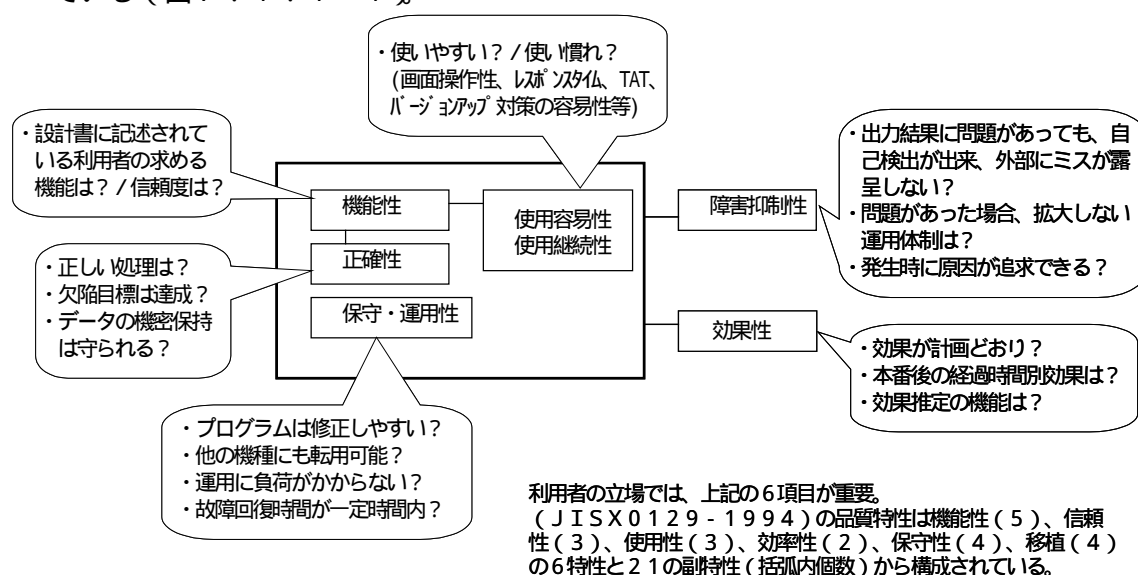 ・使いやすい？/使い慣れ？
(画面操作性、ﾚｽﾎﾟﾝｽﾀｲﾑ、TAT、
ﾊﾞｰｼﾞｮﾝｱｯﾌﾟ対策の容易性等)
・設計書に記述されて
いる利用者の求める
機能は？/信頼度は？
・出力結果に問題があっても、自
己検出が出来、外部にミスが露
呈しない？
・問題があった場合、拡大しない
運用体制は？
・発生時に原因が追求できる？
機能性
使用容易性
使用継続性
障害抑制性
正確性
・正しい処理は？
・欠陥目標は達成？
・データの機密保持
は守られる？
保守・運用性
効果性
・効果が計画どおり？
・本番後の経過時間別効果は？
・効果推定の機能は？
・プログラムは修正しやすい？
・他の機種にも転用可能？
・運用に負荷がかからない？
・故障回復時間が一定時間内？
利用者の立場では、上記の６項目が重要。
（ＪＩＳＸ０１２９-１９９４）の品質特性は機能性（５）、信頼
性（３）、使用性（３）、効率性（２）、保守性（４）、移植（４）
の６特性と２１の副特性（括弧内個数）から構成されている。